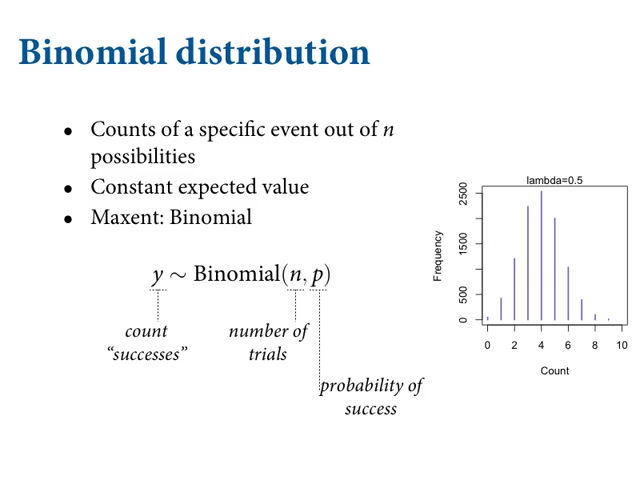 Binomial distribution
• Counts of a specific event out of n
possibilities
• Constant expected value
• Maxent: Binomial
y ~ Binomial(n, p)
count
“successes”
number of
trials
probability of
success
lambda=0.5
Frequency
2500
1500
500
0
0 2 4 6 8 10
Count